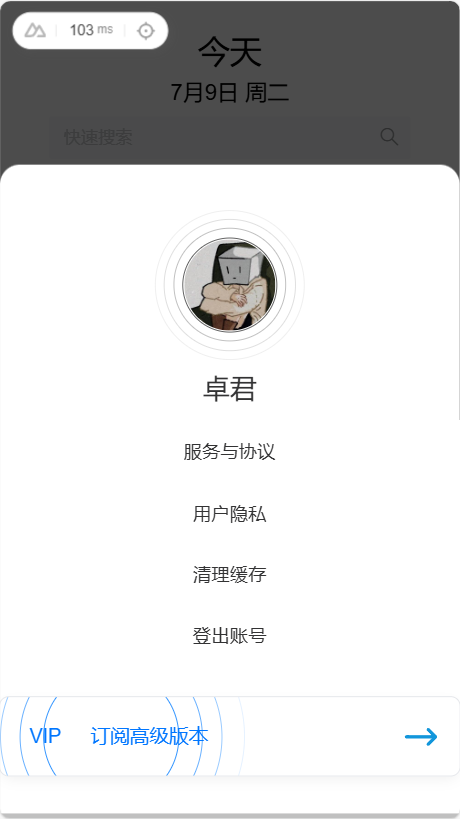 103 ms
今天
7月9日 周二
快速搜索
卓君
服务与协议
用户隐私
清理缓存
登出账号
VIP 订阅高级版本